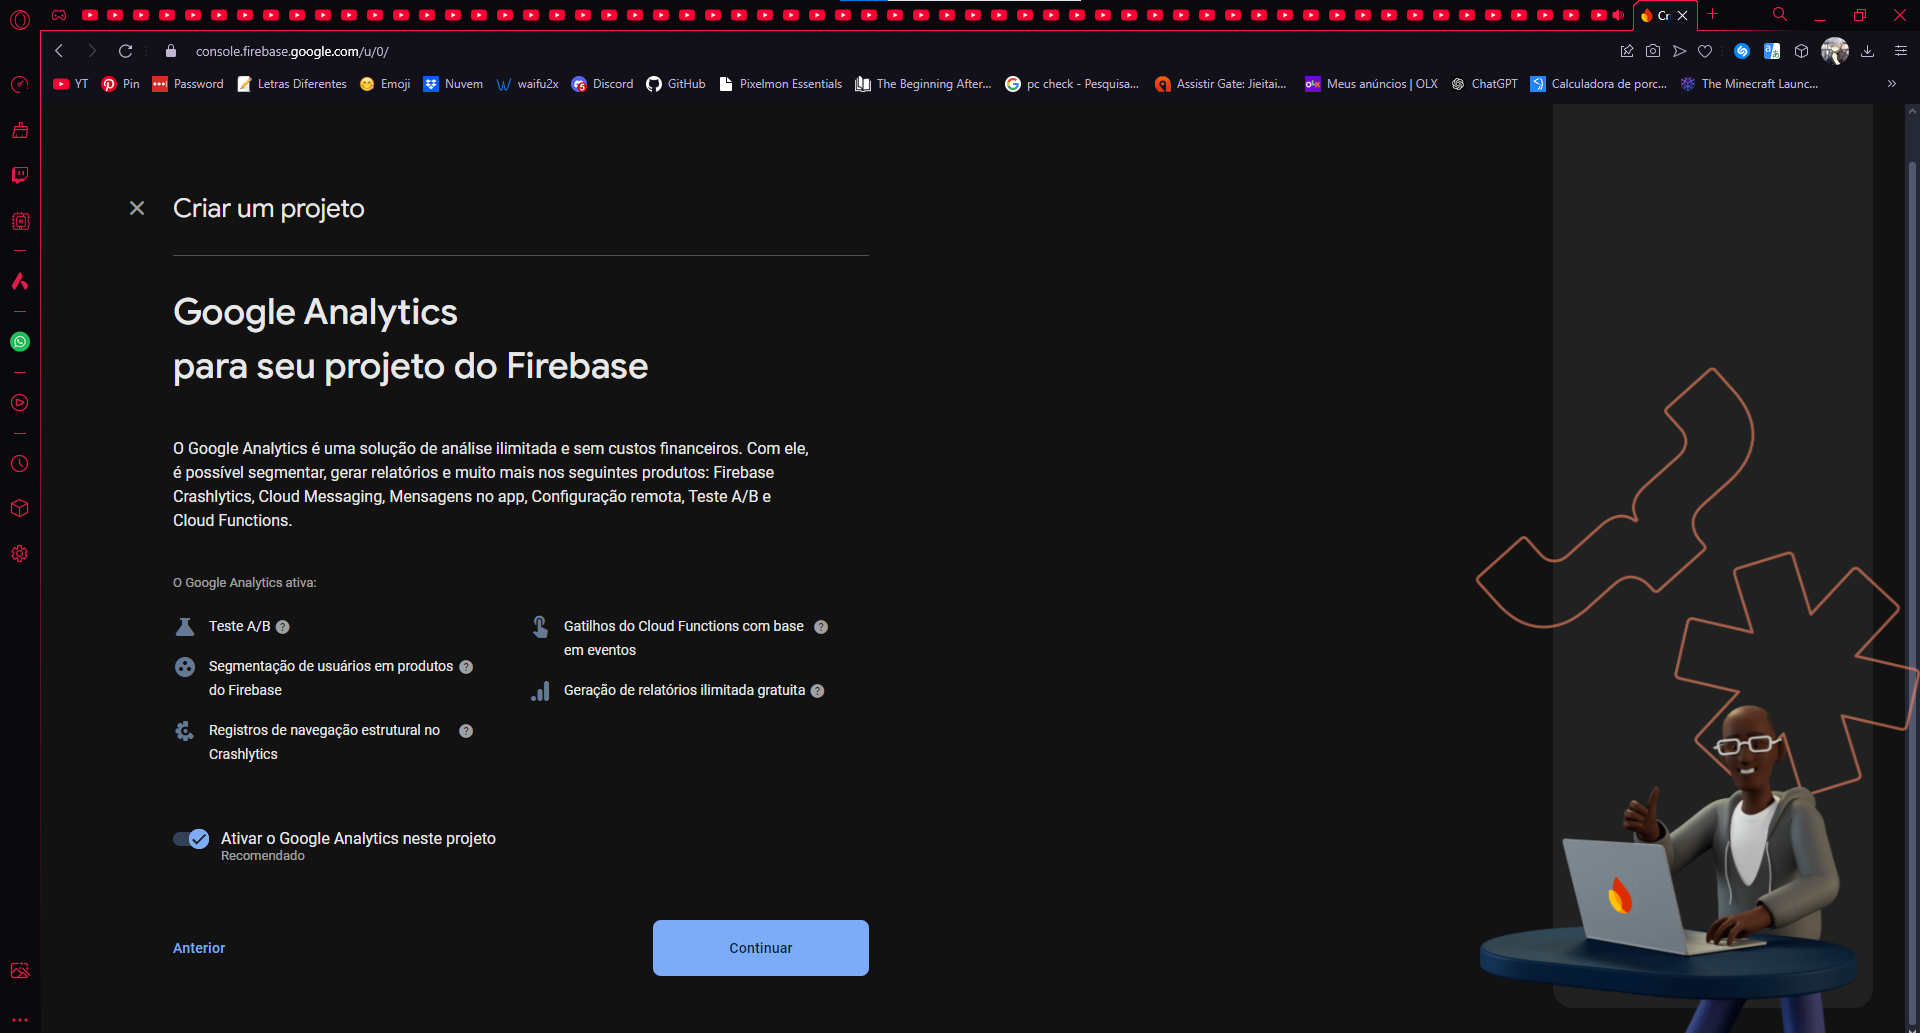 Cr
console.firebase.google.com/u/0/
YT
Pin
Password
Letras Diferentes
Emoji
Nuvem
waifu2x
Discord
GitHub
Pixelmon Essentials
The Beginning After...
pc check - Pesquisa...
Assistir Gate: Jieitai...
Meus anúncios | OLX
ChatGPT
Calculadora de porc...
The Minecraft Launc...
Criar um projeto
Google Analytics
para seu projeto do Firebase
O Google Analytics é uma solução de análise ilimitada e sem custos financeiros. Com ele,
é possível segmentar, gerar relatórios e muito mais nos seguintes produtos: Firebase
Crashlytics, Cloud Messaging, Mensagens no app, Configuração remota, Teste A/B e
Cloud Functions.
O Google Analytics ativa:
Teste A/B
Segmentação de usuários em produtos
do Firebase
Registros de navegação estrutural no
Crashlytics
Gatilhos do Cloud Functions com base
em eventos
Geração de relatórios ilimitada gratuita
Ativar o Google Analytics neste projeto
Recomendado
Anterior
Continuar